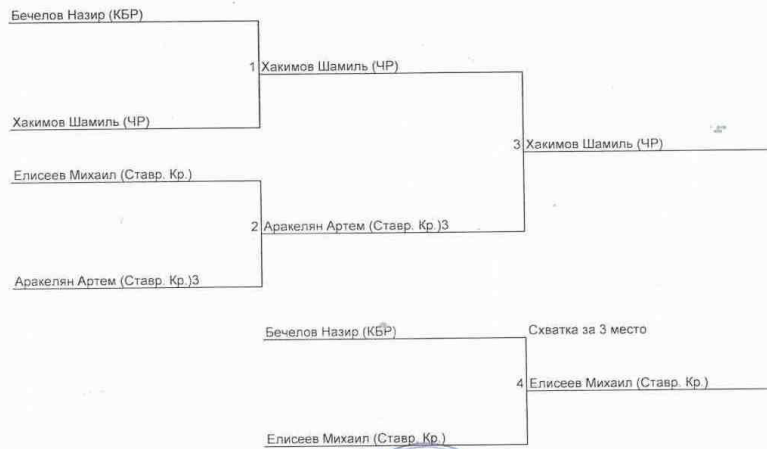 Бечелов Назир (КБР)
1 Хакимов Шамиль (ЧР)
Хакимов Шамиль (ЧР)
3 Хакимов Шамиль (ЧР)
Елисеев Михаил (Ставр. Кр.)
2 Аракелян Артем (Ставр. Кр.)3
Аракелян Артем (Ставр. Кр.)3
Бечелов Назир (КБР)
Схватка за 3 место
4 Елисеев Михаил (Ставр. Кр.)
Елисеев Михаил (Ставр. Кр.)